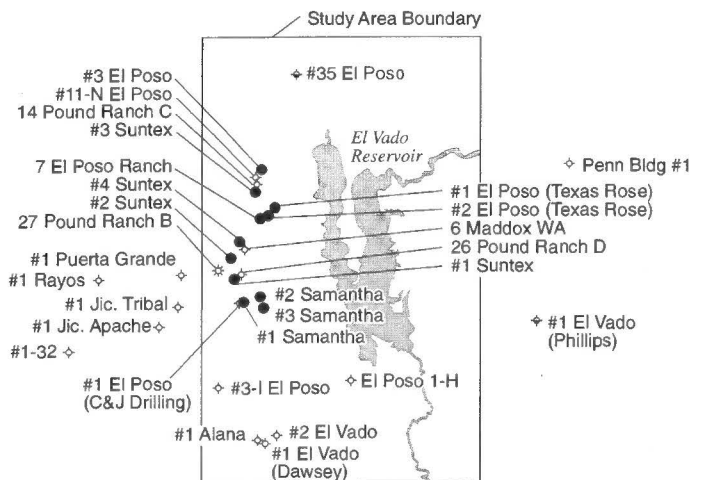 Study Area Boundary
#3 El Poso
#35 El Poso
#11-N El Poso
14 Pound Ranch C
#3 Suntex
El Vado
Reservoir
7 El Poso Ranch
Penn Bldg #1
#4 Suntex
#1 El Poso (Texas Rose)
#2 Suntex
#2 El Poso (Texas Rose)
27 Pound Ranch B
6 Maddox WA
26 Pound Ranch D
#1 Puerta Grande
#1 Suntex
#1 Rayos
#2 Samantha
#1 Jic. Tribal
#3 Samantha
#1 Jic. Apache
#1 Samantha
#1 El Vado
(Phillips)
#1-32
#1 El Poso
(C&J Drilling)
#3-I El Poso
El Poso 1-H
#1 Alana
#2 El Vado
#1 El Vado
(Dawsey)